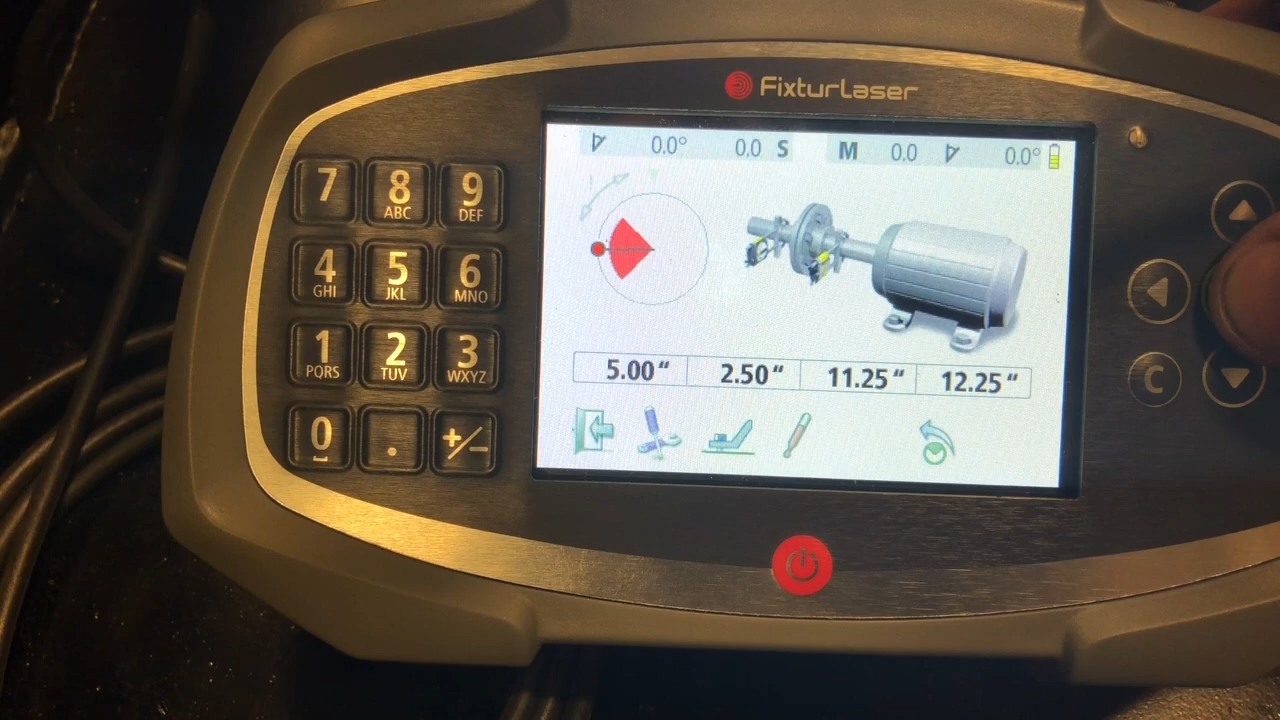 FixturLaser
0.0° 0.0 S M 0.0 0.0°
7 8 ABC 9 DEF
4 GHI 5 JKL 6 MNO
1 PQRS 2 TUV 3 WXYZ
0 . +/-
5.00“ 2.50“ 11.25“ 12.25“
C